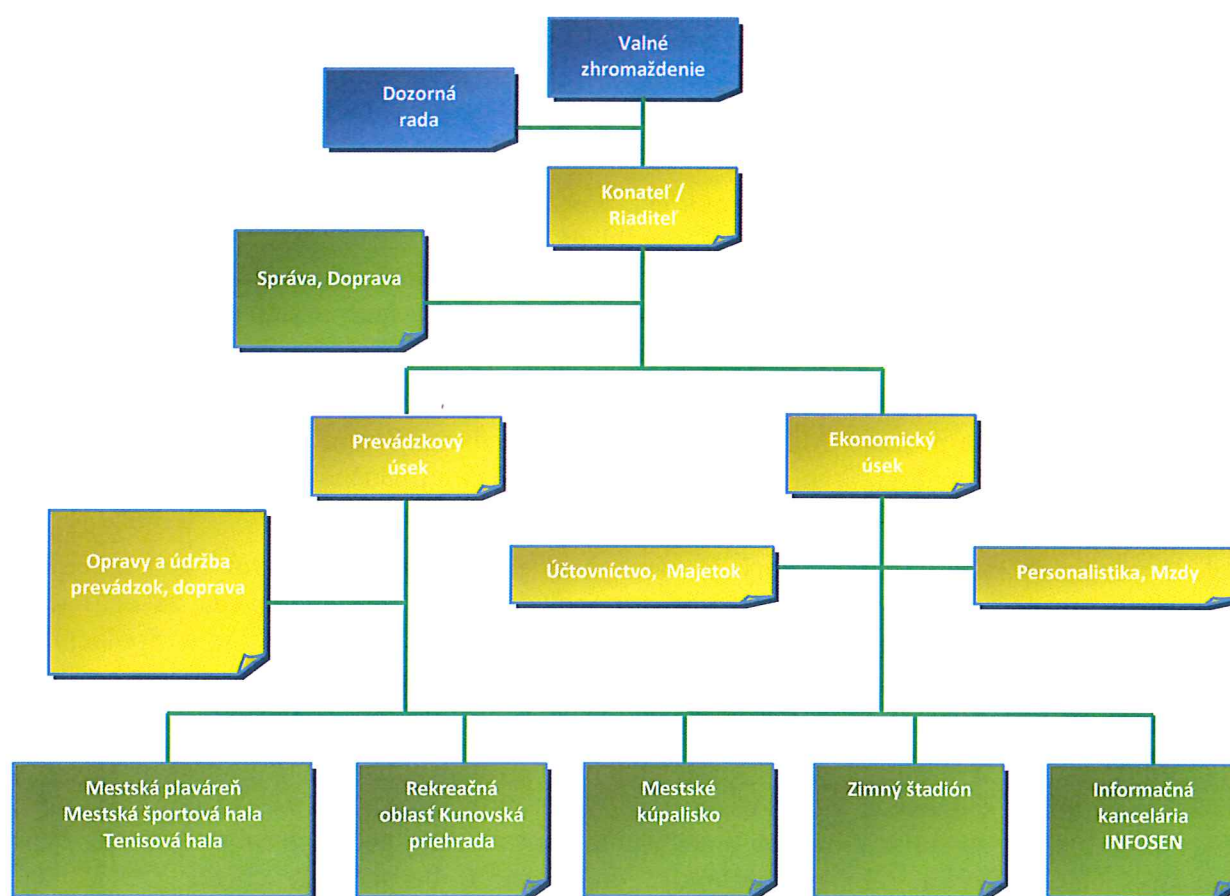 Valné
zhromaždenie
Dozorná
rada
Konateľ /
Riaditeľ
Správa, Doprava
Prevádzkový
úsek
Ekonomický
úsek
Opravy a údržba
prevádzok, doprava
Účtovníctvo, Majetok
Personalistika, Mzdy
Mestská plaváreň
Mestská športová hala
Tenisová hala
Rekreačná
oblasť Kunovská
priehrada
Mestské
kúpalisko
Zimný štadión
Informačná
kancelária
INFOSEN